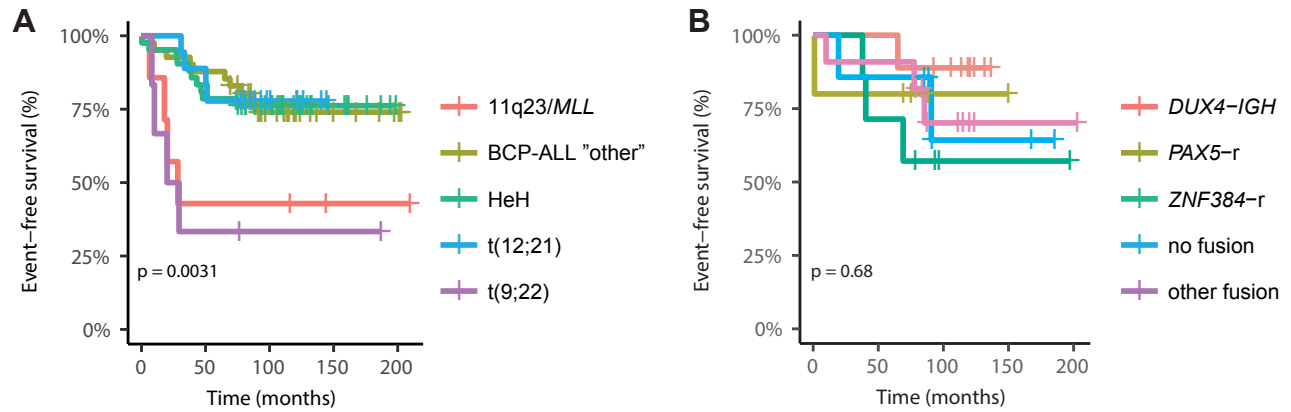 A
Event−free survival (%)
100%
75%
50%
25%
0%
p = 0.0031
0 50 100 150 200
Time (months)
11q23/MLL
BCP-ALL ”other”
HeH
t(12;21)
t(9;22)
B
Event−free survival (%)
100%
75%
50%
25%
0%
p = 0.68
0 50 100 150 200
Time (months)
DUX4−IGH
PAX5−r
ZNF384−r
no fusion
other fusion